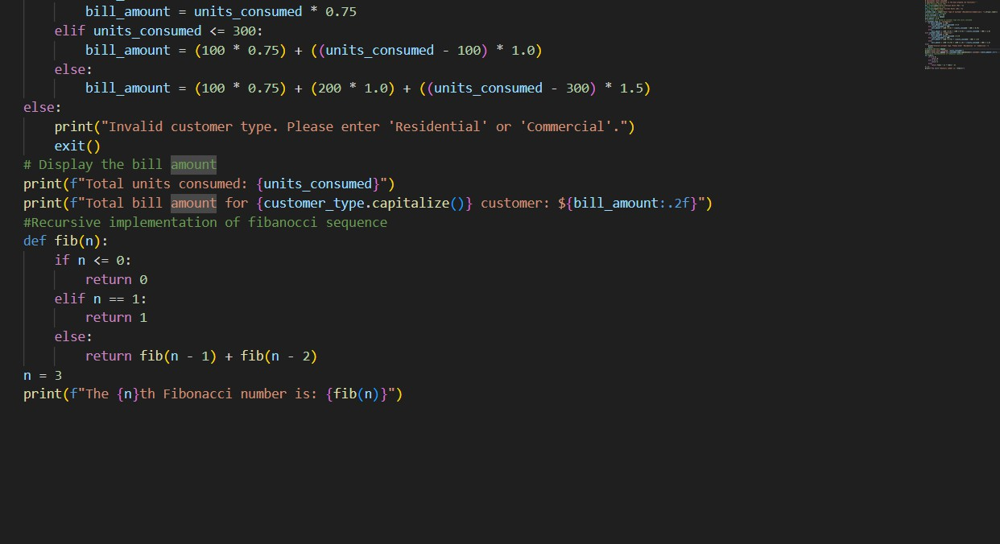 bill_amount = units_consumed * 0.75
    elif units_consumed <= 300:
        bill_amount = (100 * 0.75) + ((units_consumed - 100) * 1.0)
    else:
        bill_amount = (100 * 0.75) + (200 * 1.0) + ((units_consumed - 300) * 1.5)
else:
    print("Invalid customer type. Please enter 'Residential' or 'Commercial'.")
    exit()
# Display the bill amount
print(f"Total units consumed: {units_consumed}")
print(f"Total bill amount for {customer_type.capitalize()} customer: ${bill_amount:.2f}")
#Recursive implementation of fibanocci sequence
def fib(n):
    if n <= 0:
        return 0
    elif n == 1:
        return 1
    else:
        return fib(n - 1) + fib(n - 2)
n = 3
print(f"The {n}th Fibonacci number is: {fib(n)}")